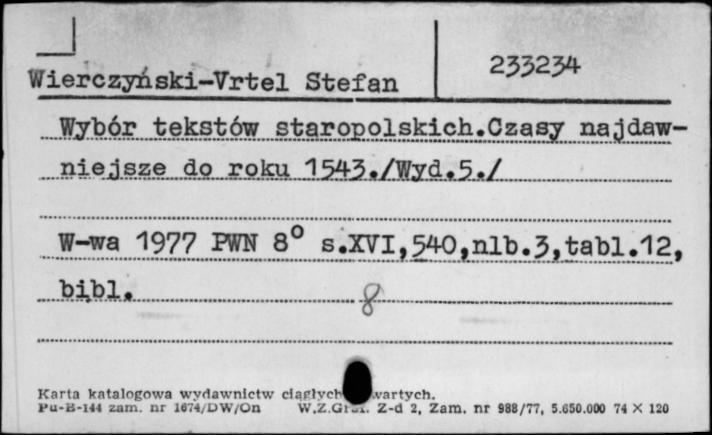 233234
Wierczyński-Vrtel Stefan
Wybór tekstów staropolskich.Czasy najdaw-
niejsze do roku 1543./Wyd.5./
W-wa 1977 PWN 8° s.XVI,540,nlb.3,tabl.12,
bibl.
8
Karta katalogowa wydawnictw ciągłych wartych.
Pu-B-144 zam. nr 1674/DW/On W.Z.Graf. Z-d 2, Zam. nr 988/77, 5.650.000 74 × 120